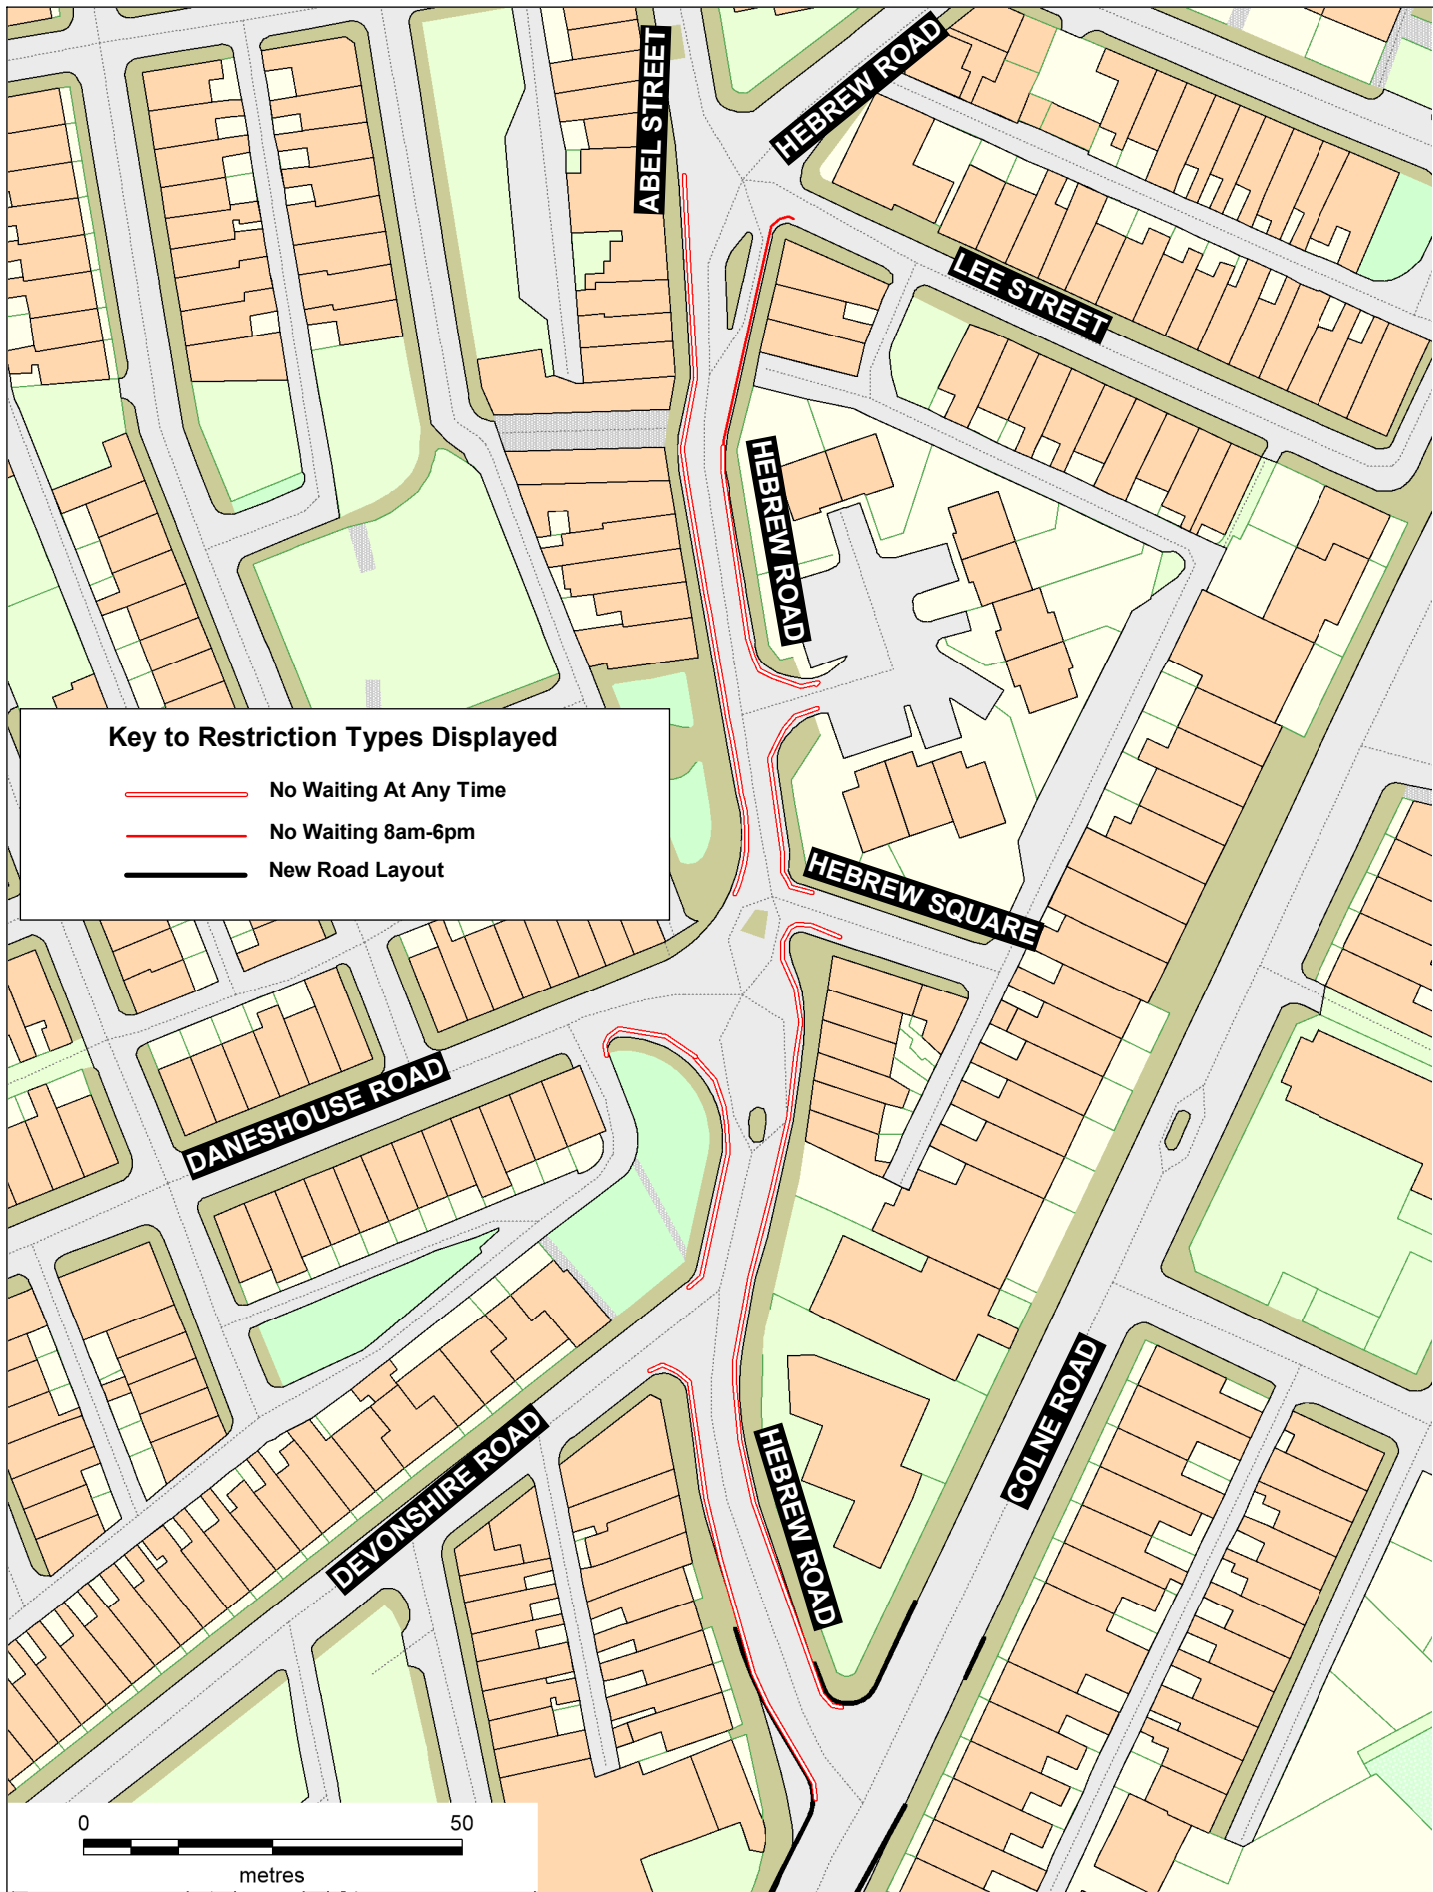 ABEL STREET
HEBREW ROAD
LEE STREET
HEBREW ROAD
Key to Restriction Types Displayed
No Waiting At Any Time
No Waiting 8am-6pm
New Road Layout
HEBREW SQUARE
DANESHOUSE ROAD
DEVONSHIRE ROAD
HEBREW ROAD
COLNE ROAD
0 50
metres